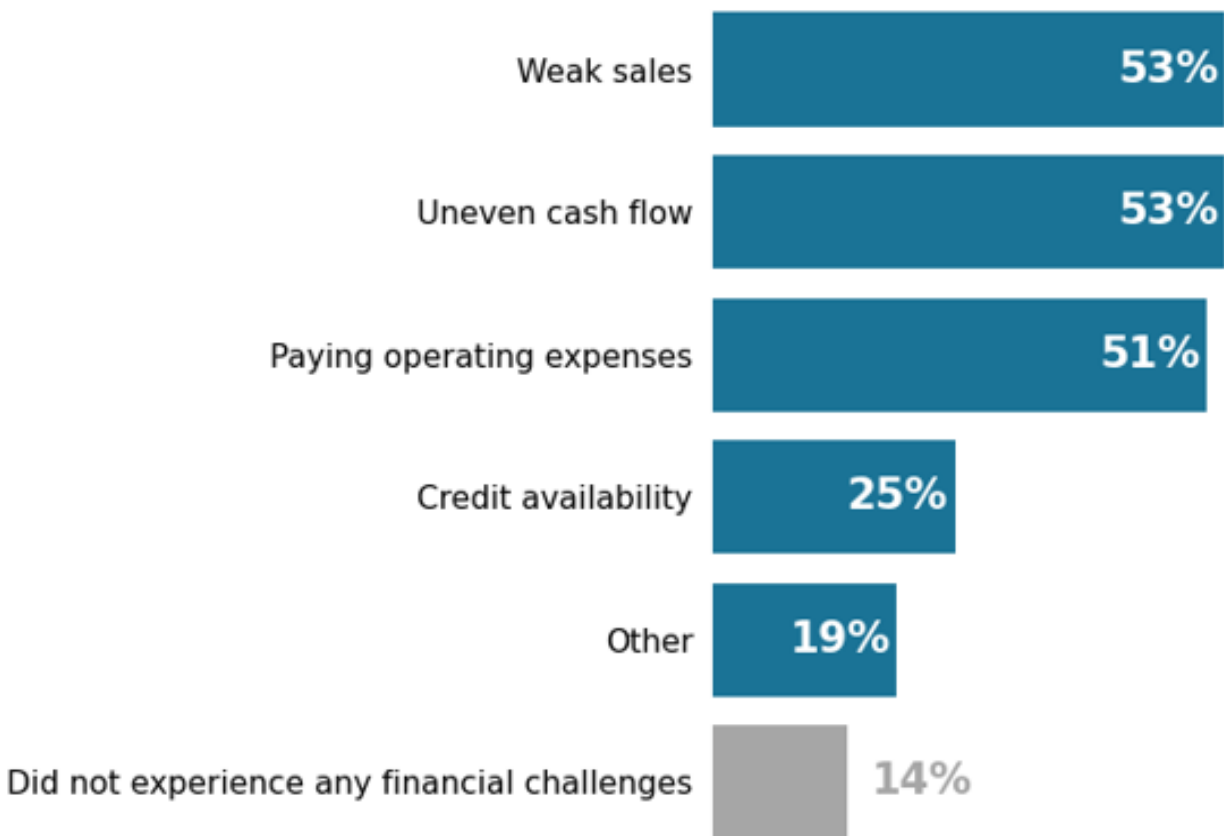 Weak sales 53%
Uneven cash flow 53%
Paying operating expenses 51%
Credit availability 25%
Other 19%
Did not experience any financial challenges 14%